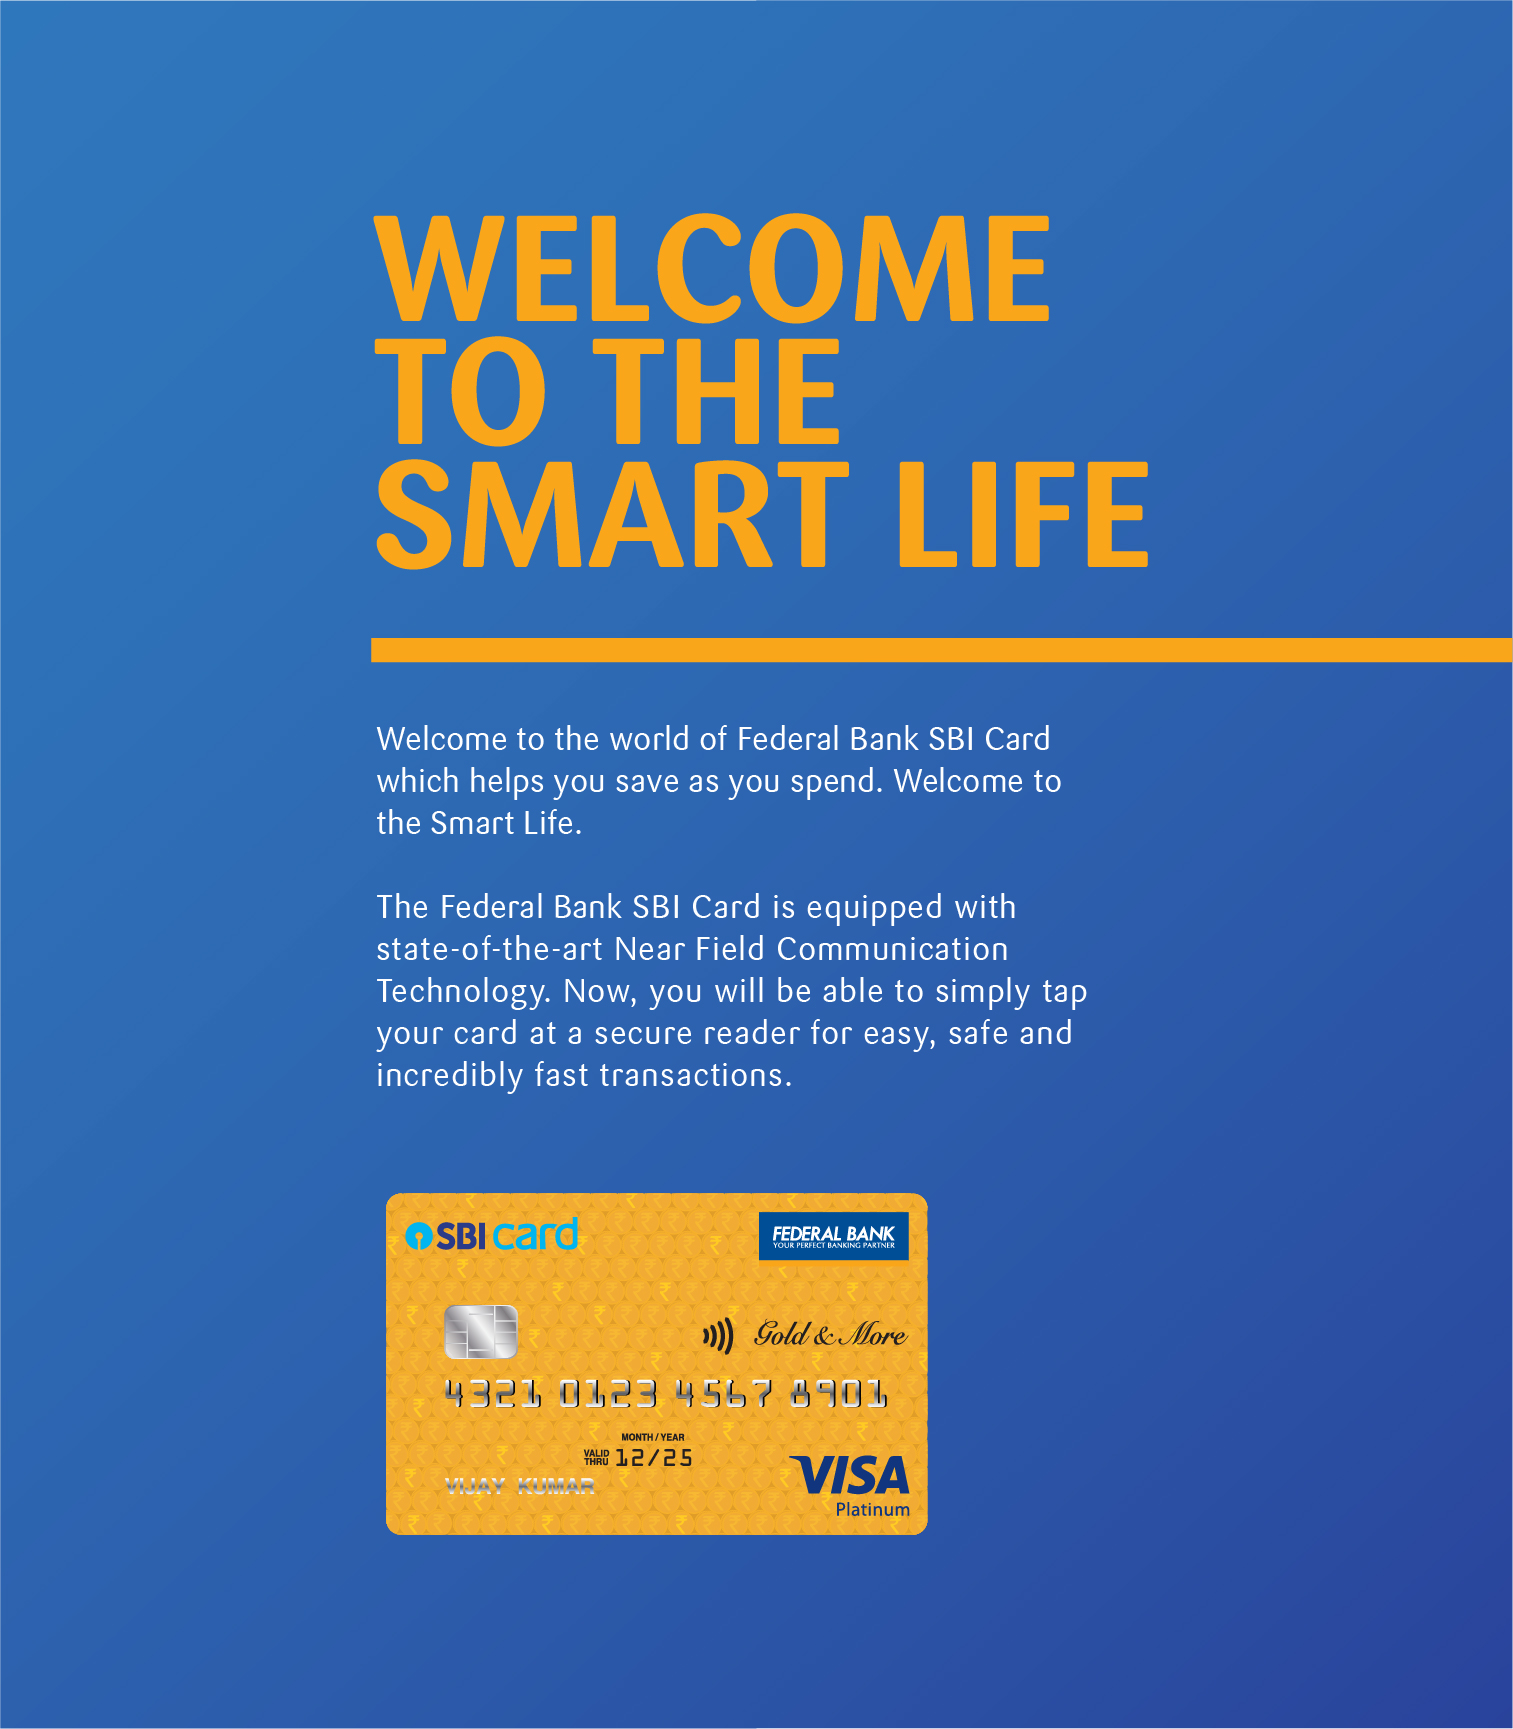 WELCOME
TO THE
SMART LIFE
Welcome to the world of Federal Bank SBI Card
which helps you save as you spend. Welcome to
the Smart Life.
The Federal Bank SBI Card is equipped with
state-of-the-art Near Field Communication
Technology. Now, you will be able to simply tap
your card at a secure reader for easy, safe and
incredibly fast transactions.
SBI card
FEDERAL BANK
YOUR PERFECT BANKING PARTNER
Gold & More
4321 0123 4567 8901
MONTH / YEAR
VALID
THRU 12/25
VIJAY KUMAR
VISA
Platinum